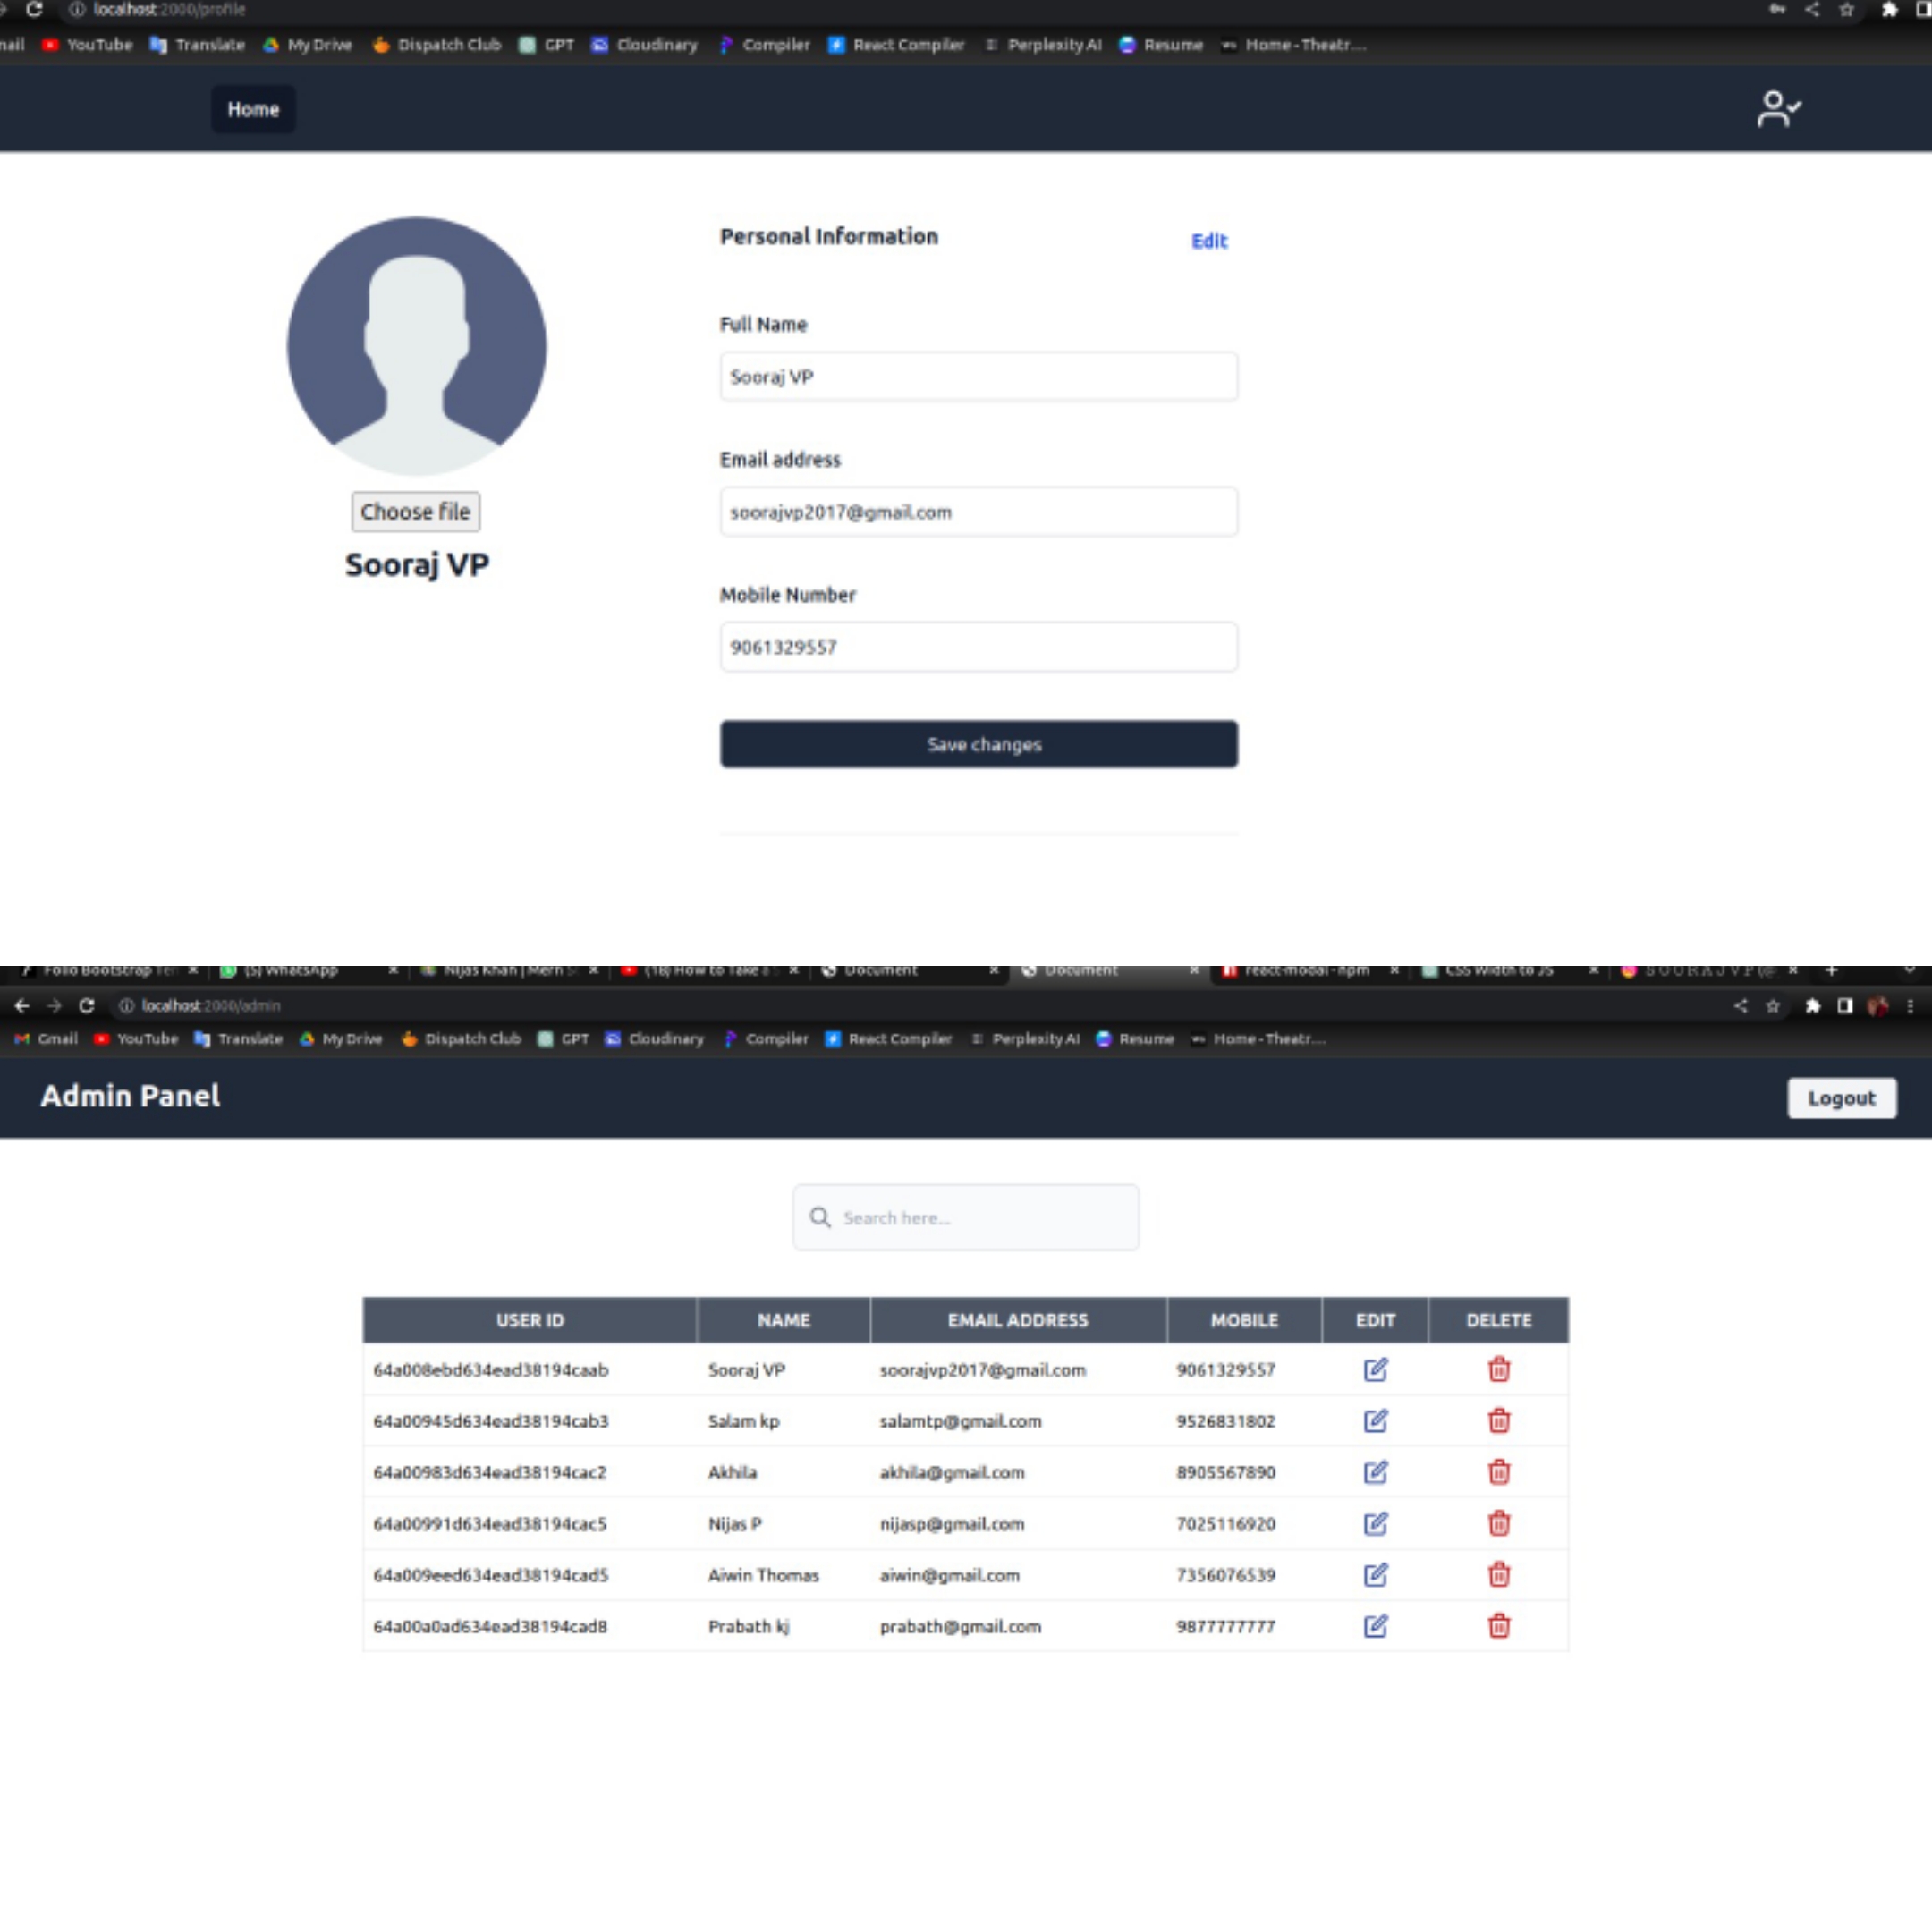 localhost:2000/profile
nail YouTube Translate My Drive Dispatch Club GPT Cloudinary Compiler React Compiler Perplexity AI Resume Home - Theatr...
Home
Personal Information Edit
Full Name
Sooraj VP
Email address
soorajvp2017@gmail.com
Choose file
Sooraj VP
Mobile Number
9061329557
Save changes
Folio Bootstrap Ter (5) WhatsApp Nijas Khan | Mern S (18) How to Take a S Document Document react-modal - npm CSS Width to JS S O O R A J V P (@
localhost:2000/admin
Gmail YouTube Translate My Drive Dispatch Club GPT Cloudinary Compiler React Compiler Perplexity AI Resume Home - Theatr...
Admin Panel Logout
Search here...
USER ID NAME EMAIL ADDRESS MOBILE EDIT DELETE
64a008ebd634ead38194caab Sooraj VP soorajvp2017@gmail.com 9061329557
64a00945d634ead38194cab3 Salam kp salamtp@gmail.com 9526831802
64a00983d634ead38194cac2 Akhila akhila@gmail.com 8905567890
64a00991d634ead38194cac5 Nijas P nijasp@gmail.com 7025116920
64a009eed634ead38194cad5 Aiwin Thomas aiwin@gmail.com 7356076539
64a00a0ad634ead38194cad8 Prabath kj prabath@gmail.com 9877777777